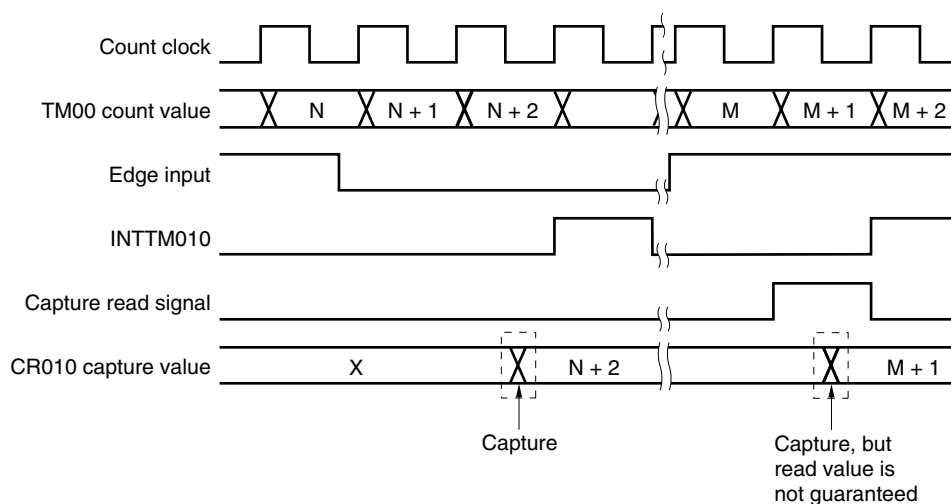 Count clock
TM00 count value
N
N + 1
N + 2
M
M + 1
M + 2
Edge input
INTTM010
Capture read signal
CR010 capture value
X
N + 2
M + 1
Capture
Capture, but
read value is
not guaranteed